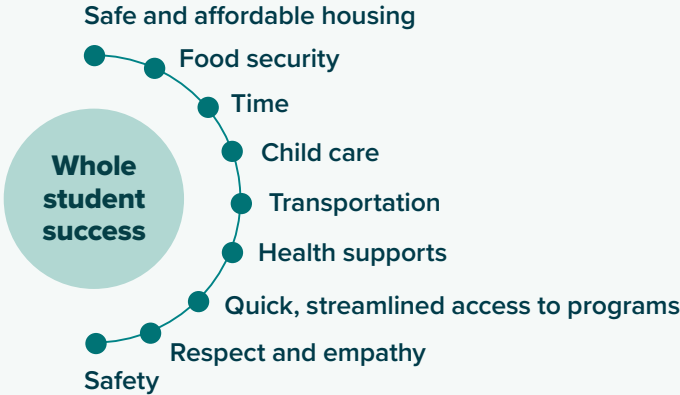 Safe and affordable housing
Food security
Time
Child care
Whole
student
success
Transportation
Health supports
Quick, streamlined access to programs
Respect and empathy
Safety